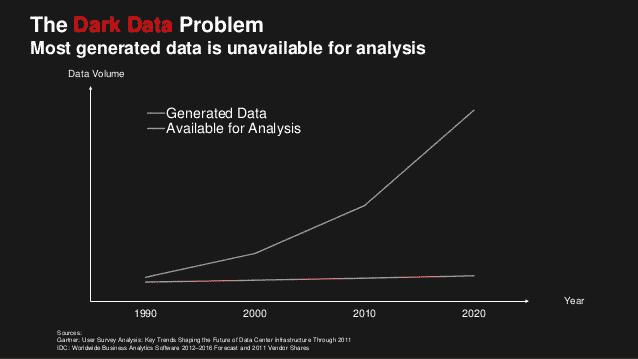 The Dark Data Problem
Most generated data is unavailable for analysis
Data Volume
Generated Data
Available for Analysis
Year
1990 2000 2010 2020
Sources:
Gartner: User Survey Analysis: Key Trends Shaping the Future of Data Center Infrastructure Through 2011
IDC: Worldwide Business Analytics Software 2012–2016 Forecast and 2011 Vendor Shares